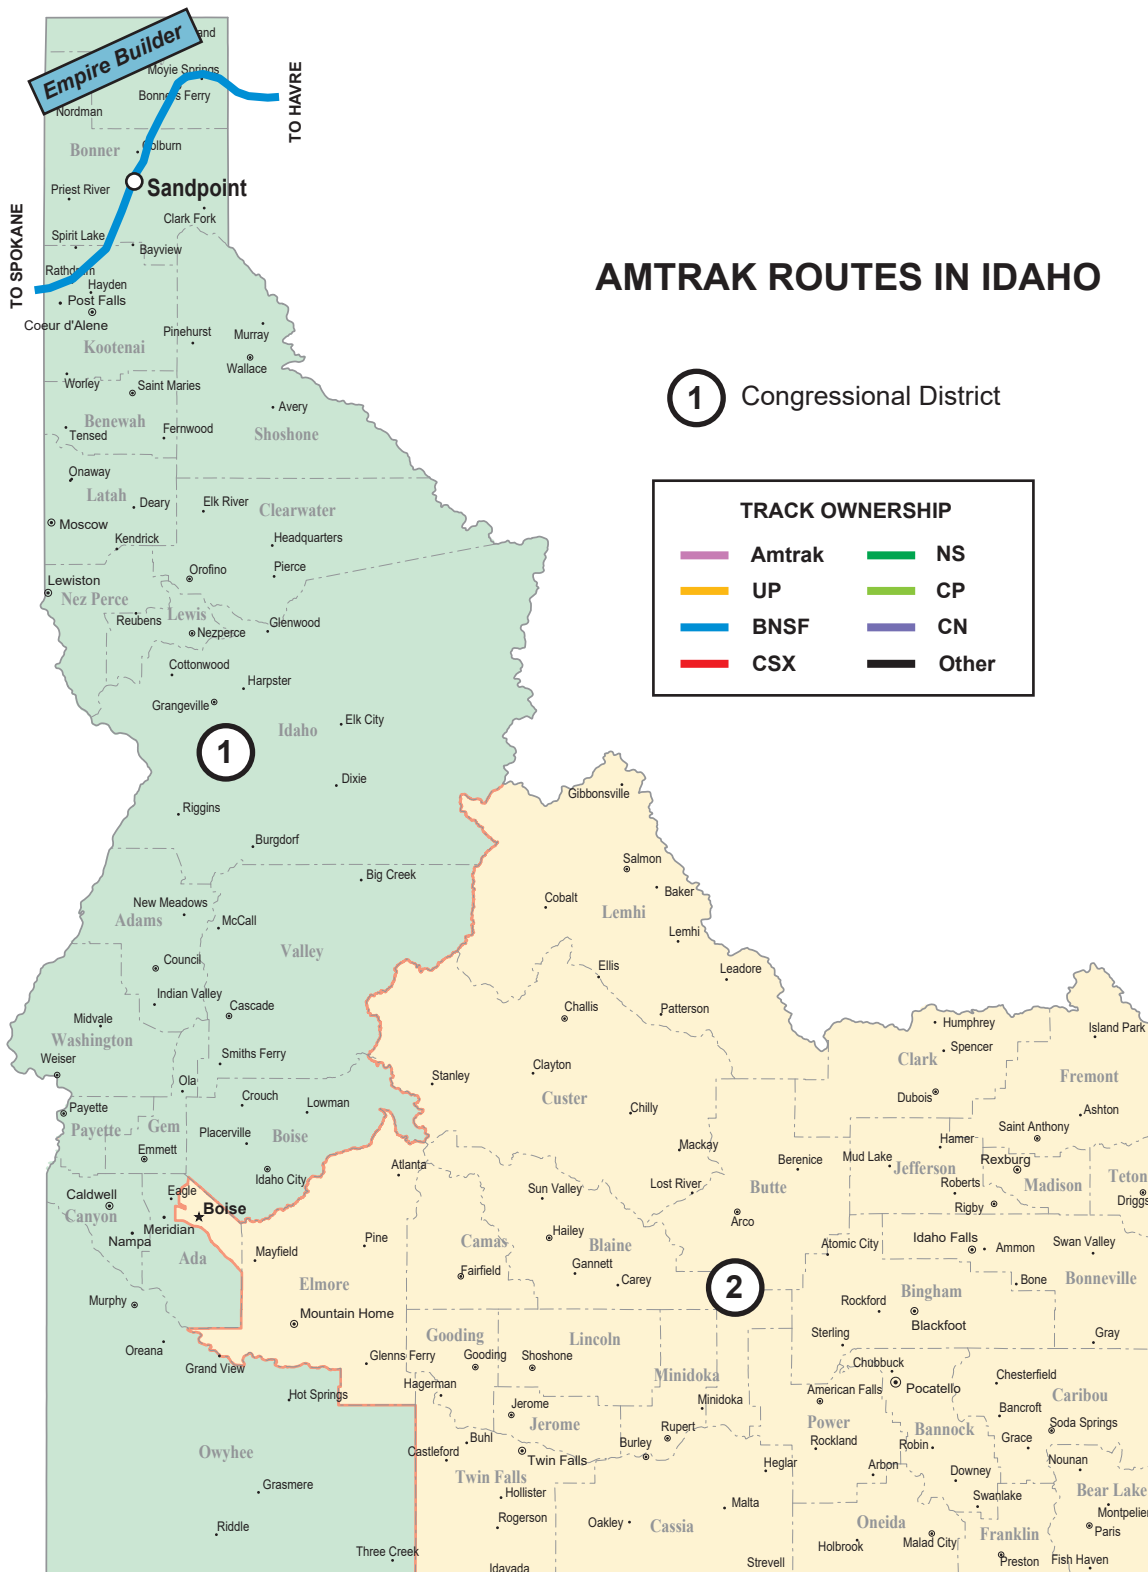 Empire Builder
Moyie Springs
Bonners Ferry
TO HAVRE
Nordman
Bonner
Colburn
Priest River
Sandpoint
Clark Fork
TO SPOKANE
Spirit Lake
Bayview
Rathdrum
Hayden
Post Falls
Coeur d'Alene
AMTRAK ROUTES IN IDAHO
Pinehurst
Murray
Kootenai
Wallace
Worley
Saint Maries
1 Congressional District
Avery
Benewah
Tensed
Fernwood
Shoshone
Onaway
Latah
Deary
Elk River
Clearwater
Moscow
Kendrick
Headquarters
TRACK OWNERSHIP
Amtrak
NS
UP
CP
BNSF
CN
CSX
Other
Orofino
Pierce
Lewiston
Nez Perce
Reubens
Lewis
Nezperce
Glenwood
Cottonwood
Harpster
Grangeville
Elk City
Idaho
1
Dixie
Riggins
Burgdorf
Gibbonsville
Salmon
Big Creek
Baker
Cobalt
Lemhi
New Meadows
Adams
McCall
Lemhi
Valley
Council
Ellis
Leadore
Indian Valley
Cascade
Challis
Patterson
Midvale
Washington
Humphrey
Island Park
Weiser
Smiths Ferry
Clark
Spencer
Clayton
Stanley
Fremont
Ola
Custer
Dubois
Payette
Crouch
Lowman
Chilly
Ashton
Payette
Gem
Placerville
Boise
Saint Anthony
Hamer
Emmett
Mackay
Atlanta
Idaho City
Berenice
Mud Lake
Jefferson
Rexburg
Madison
Teton
Caldwell
Eagle
Sun Valley
Lost River
Butte
Roberts
Rigby
Driggs
Canyon
Boise
Meridian
Arco
Nampa
Pine
Camas
Hailey
Blaine
Atomic City
Idaho Falls
Ammon
Swan Valley
Ada
Mayfield
Fairfield
Gannett
Carey
2
Bone
Bonneville
Elmore
Bingham
Murphy
Mountain Home
Rockford
Blackfoot
Gooding
Lincoln
Sterling
Gray
Oreana
Grand View
Glenns Ferry
Gooding
Shoshone
Minidoka
Chubbuck
Chesterfield
Hot Springs
Hagerman
Pocatello
American Falls
Caribou
Jerome
Minidoka
Bancroft
Jerome
Power
Bannock
Soda Springs
Rupert
Buhl
Burley
Rockland
Robin
Grace
Owyhee
Castleford
Twin Falls
Nounan
Twin Falls
Heglar
Arbon
Downey
Grasmere
Hollister
Swanlake
Bear Lake
Malta
Montpelier
Riddle
Rogerson
Oakley
Cassia
Oneida
Franklin
Paris
Holbrook
Malad City
Three Creek
Idavada
Strevell
Preston
Fish Haven